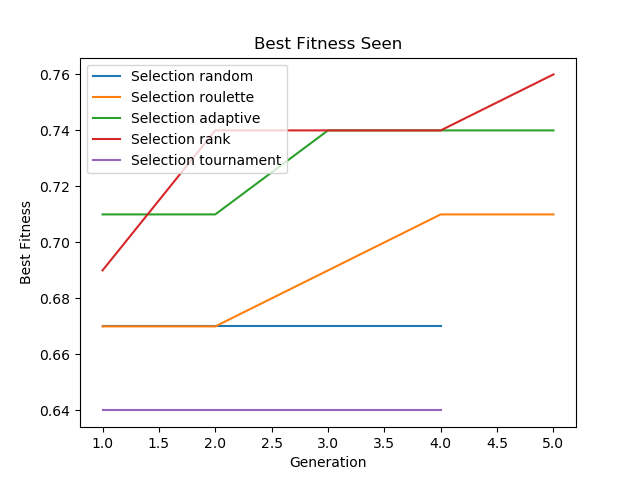 Best Fitness Seen
Selection random
Selection roulette
Selection adaptive
Selection rank
Selection tournament
Best Fitness
0.76
0.74
0.72
0.70
0.68
0.66
0.64
1.0 1.5 2.0 2.5 3.0 3.5 4.0 4.5 5.0
Generation